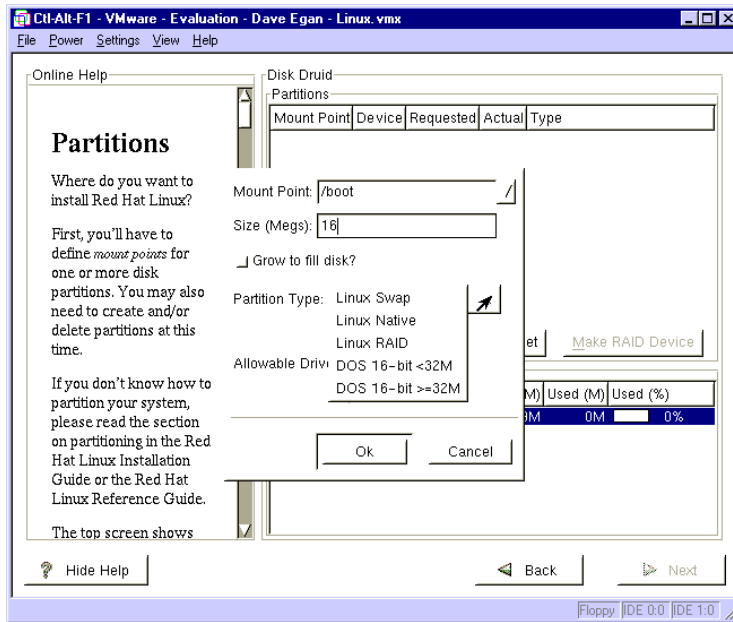 Ctl-Alt-F1 - VMware - Evaluation - Dave Egan - Linux.vmx
File Power Settings View Help
Online Help
Partitions
Where do you want to
install Red Hat Linux?
First, you'll have to
define mount points for
one or more disk
partitions. You may also
need to create and/or
delete partitions at this
time.
If you don't know how to
partition your system,
please read the section
on partitioning in the Red
Hat Linux Installation
Guide or the Red Hat
Linux Reference Guide.
The top screen shows
Disk Druid
Partitions
Mount Point Device Requested Actual Type
Mount Point: /boot /
Size (Megs): 16
Grow to fill disk?
Partition Type: Linux Swap
Linux Native
Linux RAID
Allowable Driv DOS 16-bit <32M
DOS 16-bit >=32M
Ok Cancel
et Make RAID Device
M) Used (M) Used (%)
9M 0M 0%
? Hide Help Back Next
Floppy IDE 0:0 IDE 1:0